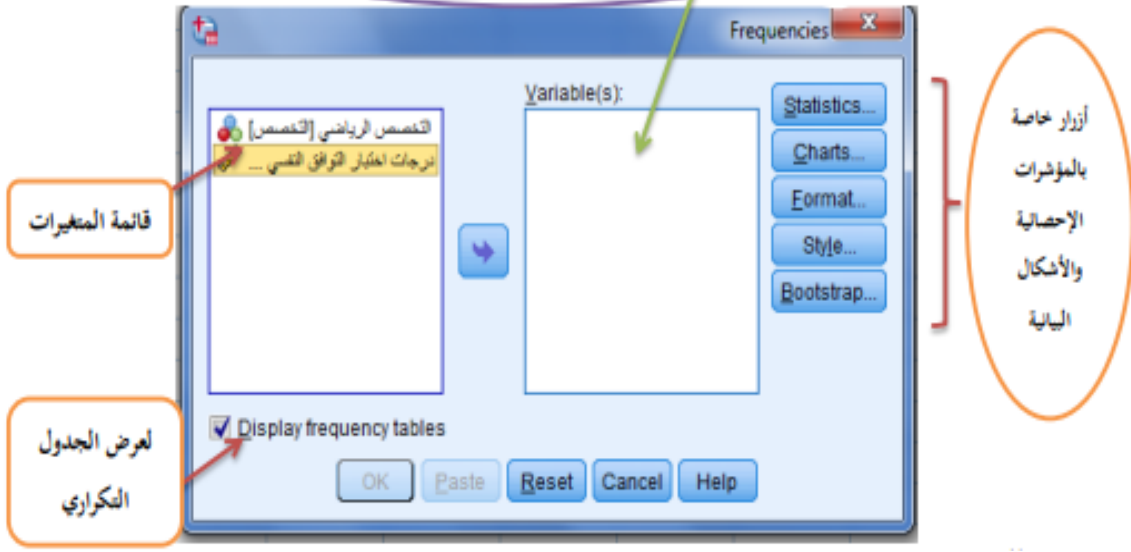 Frequencies
Variable(s):
التخصص الرياضي [التخصص]
درجات اختبار التوافق النفسي ...
Statistics...
Charts...
Format...
Style...
Bootstrap...
أزرار خاصة
بالمؤشرات
الإحصائية
والأشكال
البيانية
قائمة المتغيرات
Display frequency tables
لعرض الجدول
التكراري
OK
Paste
Reset
Cancel
Help